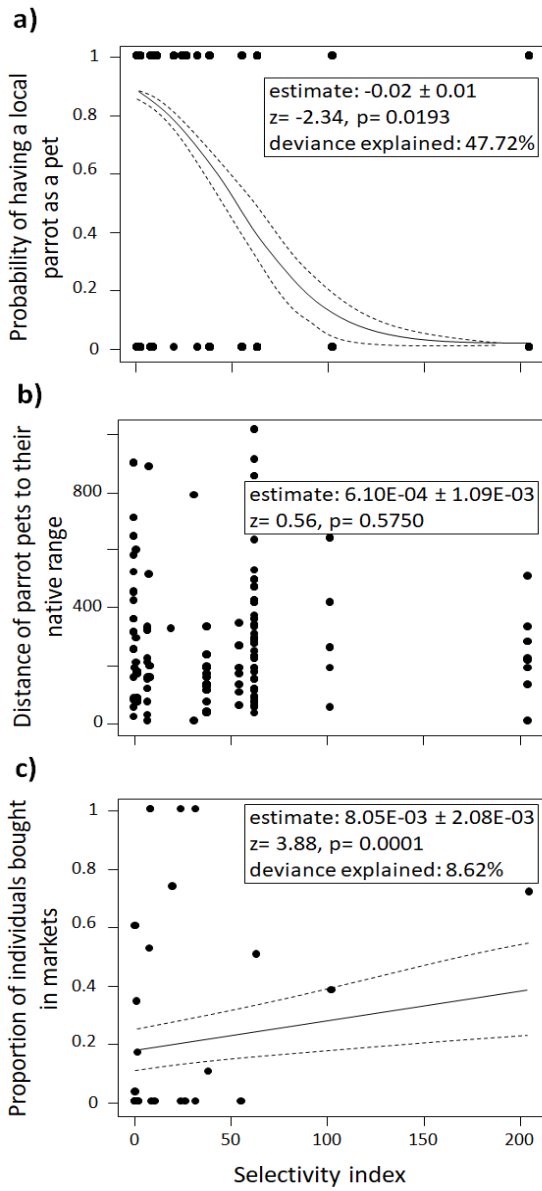 a)
Probability of having a local
parrot as a pet
1
0.8
0.6
0.4
0.2
0
estimate: -0.02 ± 0.01
z= -2.34, p= 0.0193
deviance explained: 47.72%
b)
Distance of parrot pets to their
native range
800
400
0
estimate: 6.10E-04 ± 1.09E-03
z= 0.56, p= 0.5750
c)
Proportion of individuals bought
in markets
1
0.8
0.6
0.4
0.2
0
estimate: 8.05E-03 ± 2.08E-03
z= 3.88, p= 0.0001
deviance explained: 8.62%
0 50 100 150 200
Selectivity index